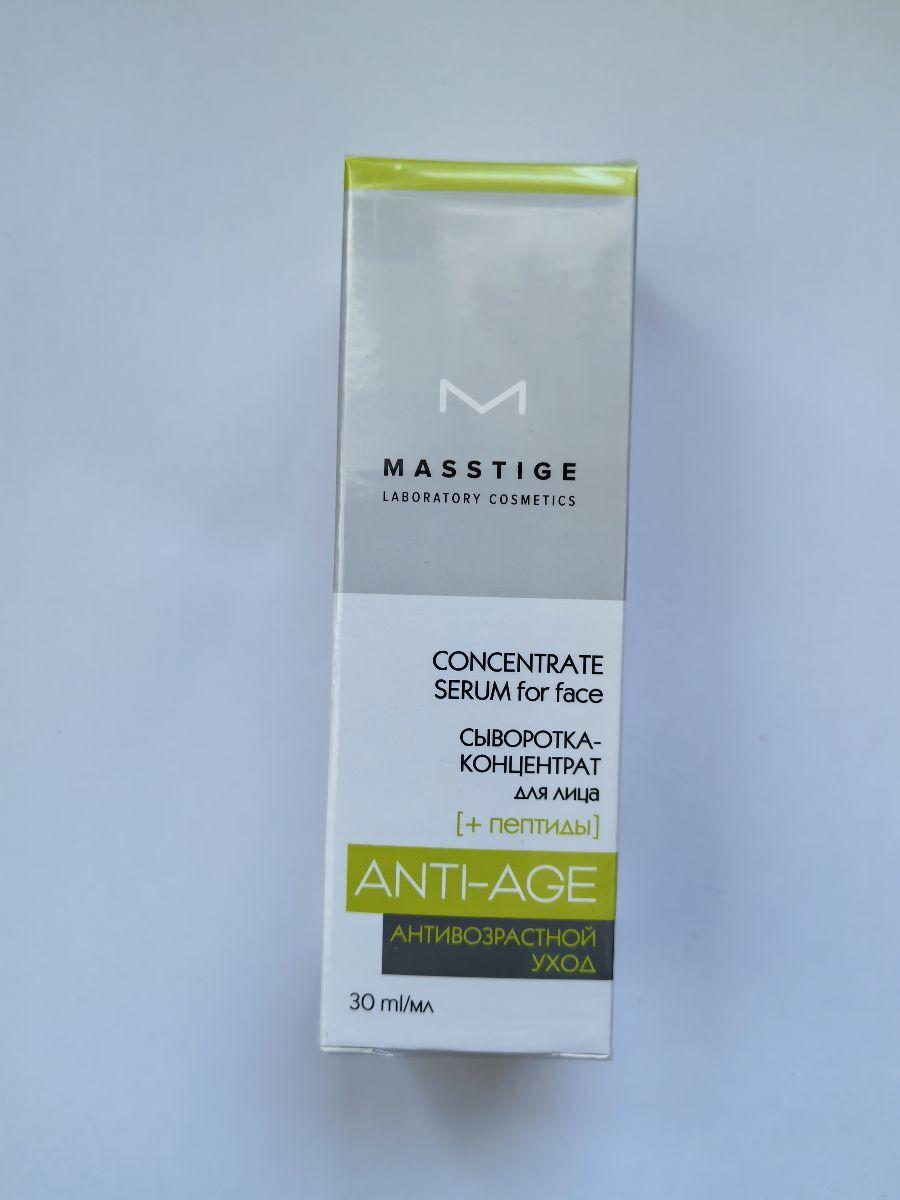 MASSTIGE
LABORATORY COSMETICS
CONCENTRATE
SERUM for face
СЫВОРОТКА-
КОНЦЕНТРАТ
для лица
[+ пептиды]
ANTI-AGE
АНТИВОЗРАСТНОЙ
УХОД
30 ml/мл